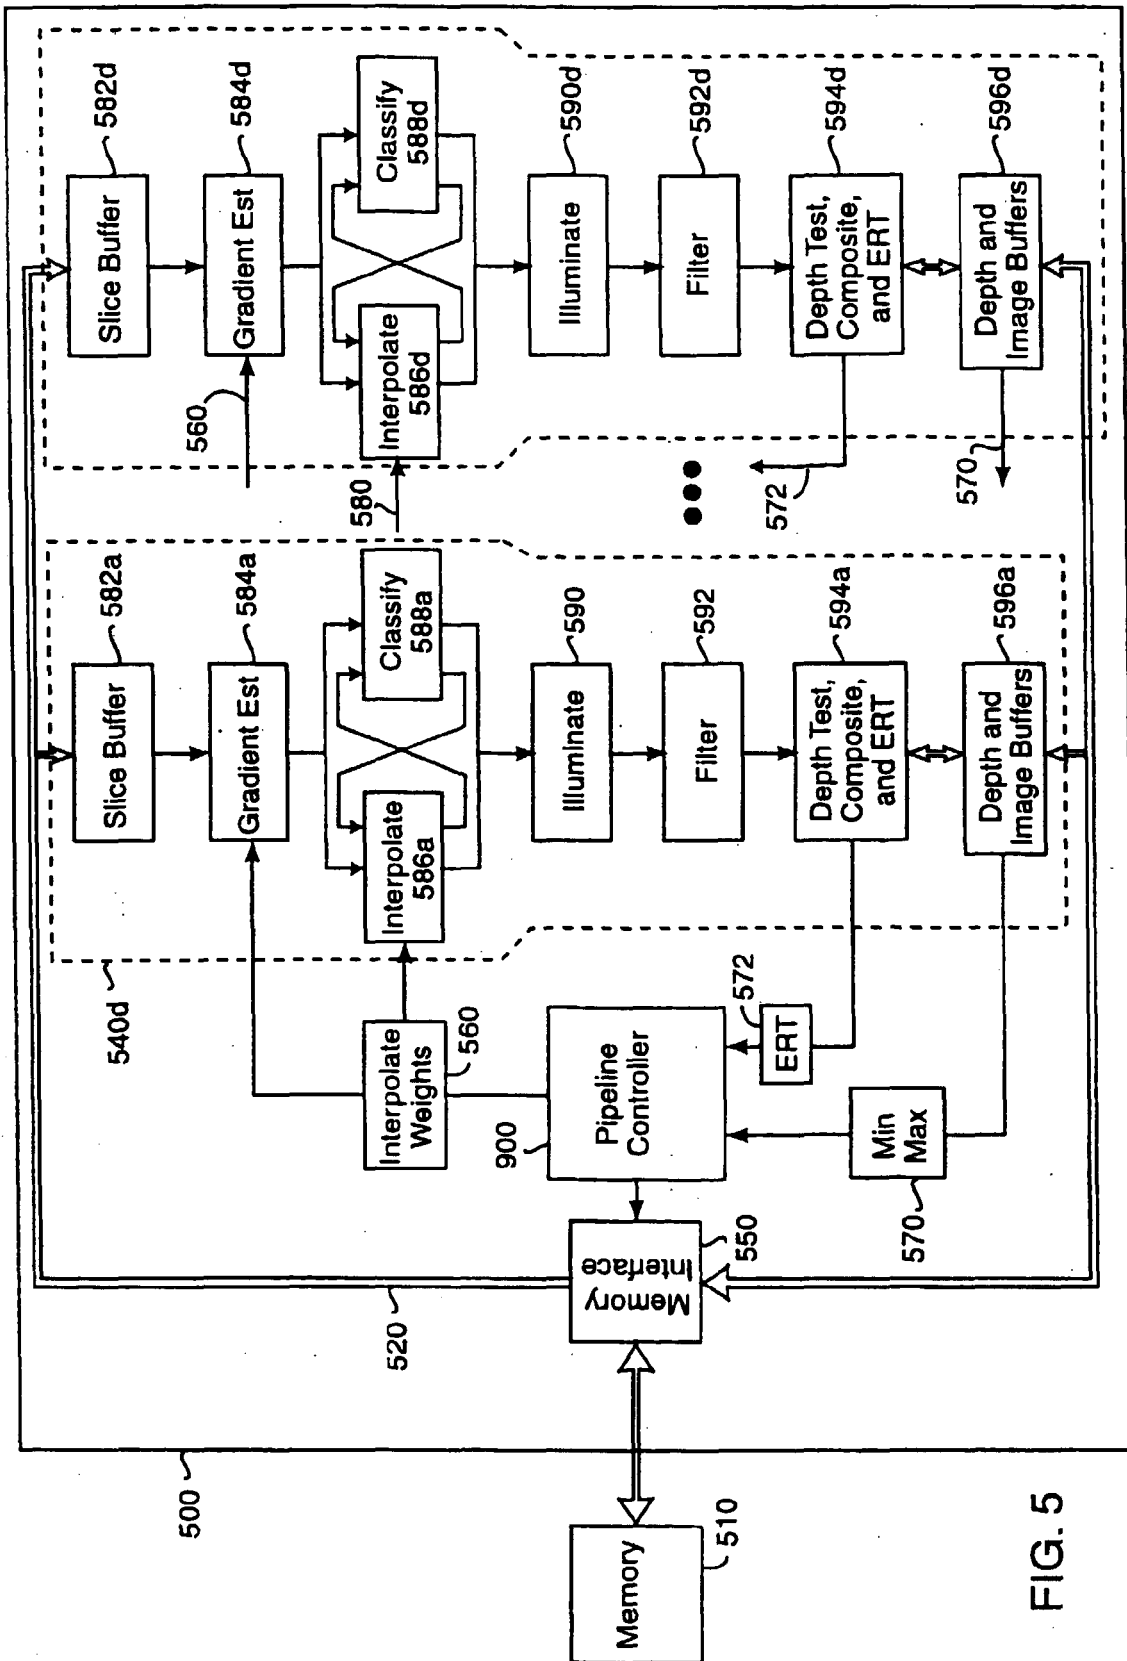 582d
Slice Buffer
584d
Gradient Est
560
Classify
588d
Interpolate
586d
580
590d
Illuminate
592d
Filter
594d
Depth Test,
Composite,
and ERT
572
596d
Depth and
Image Buffers
570
582a
Slice Buffer
584a
Gradient Est
Classify
588a
Interpolate
586a
590
Illuminate
592
Filter
594a
Depth Test,
Composite,
and ERT
596a
Depth and
Image Buffers
540d
Interpolate
Weights
560
Pipeline
Controller
900
572
ERT
Min
Max
570
Memory
Interface
550
520
500
Memory
510
FIG. 5